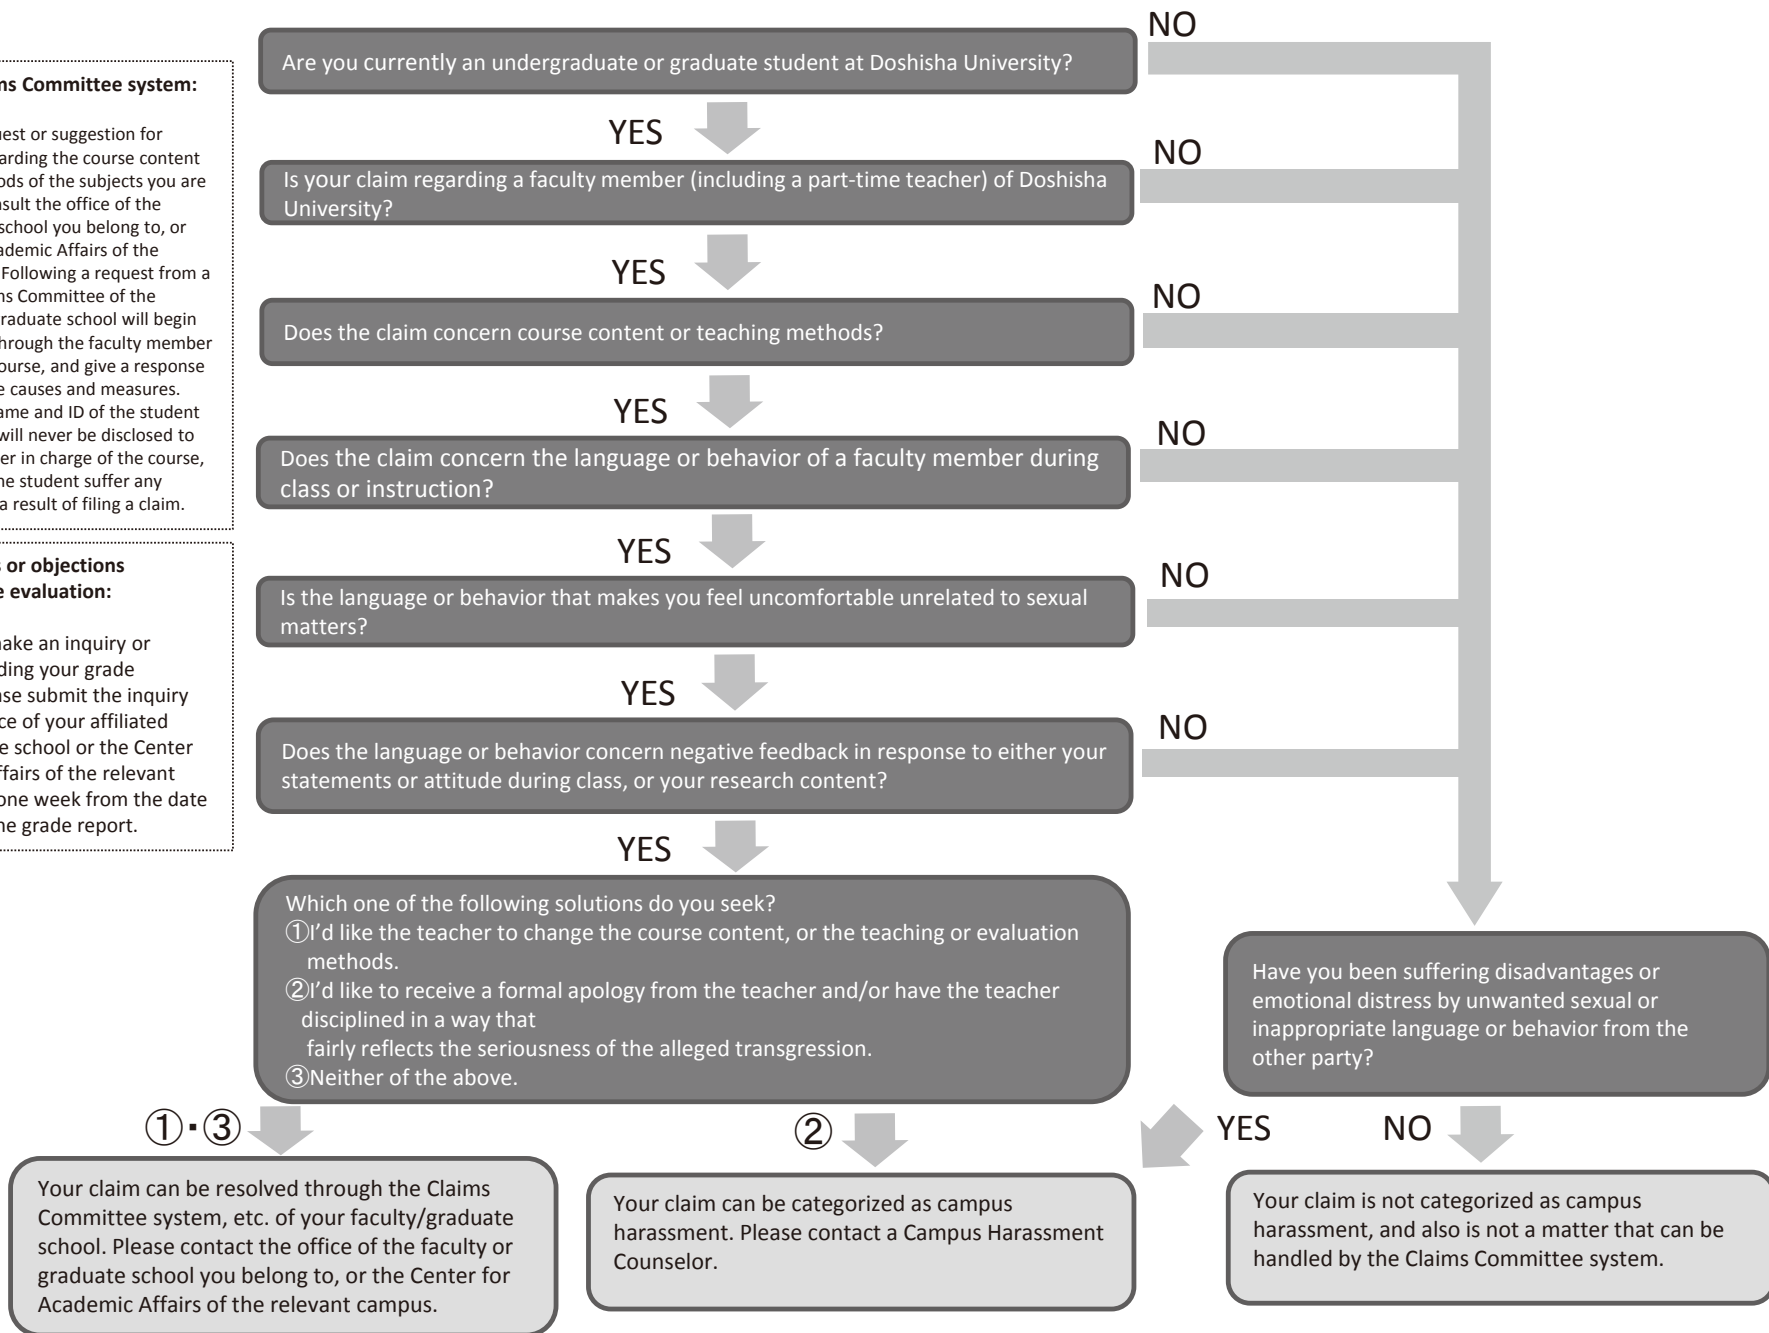 ns Committee system:
uest or suggestion for
arding the course content
ods of the subjects you are
nsult the office of the
school you belong to, or
ademic Affairs of the
Following a request from a
ns Committee of the
raduate school will begin
hrough the faculty member
ourse, and give a response
e causes and measures.
ame and ID of the student
will never be disclosed to
er in charge of the course,
he student suffer any
a result of filing a claim.
s or objections
e evaluation:
nake an inquiry or
ding your grade
ase submit the inquiry
ce of your affiliated
e school or the Center
ffairs of the relevant
one week from the date
he grade report.
Are you currently an undergraduate or graduate student at Doshisha University?
NO
YES
Is your claim regarding a faculty member (including a part-time teacher) of Doshisha
University?
NO
YES
Does the claim concern course content or teaching methods?
NO
YES
Does the claim concern the language or behavior of a faculty member during
class or instruction?
NO
YES
Is the language or behavior that makes you feel uncomfortable unrelated to sexual
matters?
NO
YES
Does the language or behavior concern negative feedback in response to either your
statements or attitude during class, or your research content?
NO
YES
Which one of the following solutions do you seek?
①I’d like the teacher to change the course content, or the teaching or evaluation
methods.
②I’d like to receive a formal apology from the teacher and/or have the teacher
disciplined in a way that
fairly reflects the seriousness of the alleged transgression.
③Neither of the above.
Have you been suffering disadvantages or
emotional distress by unwanted sexual or
inappropriate language or behavior from the
other party?
①・③
②
YES
NO
Your claim can be resolved through the Claims
Committee system, etc. of your faculty/graduate
school. Please contact the office of the faculty or
graduate school you belong to, or the Center for
Academic Affairs of the relevant campus.
Your claim can be categorized as campus
harassment. Please contact a Campus Harassment
Counselor.
Your claim is not categorized as campus
harassment, and also is not a matter that can be
handled by the Claims Committee system.